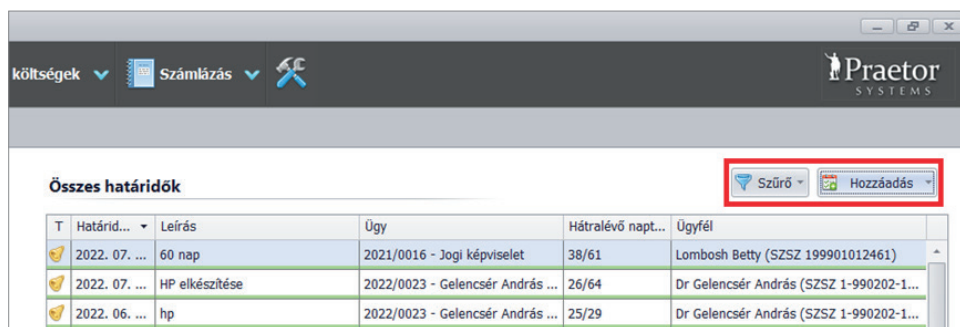 költségek Számlázás Praetor
SYSTEMS
Összes határidők Szűrő Hozzáadás
T Határid... Leírás Ügy Hátralévő napt... Ügyfél
2022. 07. ... 60 nap 2021/0016 - Jogi képviselet 38/61 Lombosh Betty (SZSZ 199901012461)
2022. 07. ... HP elkészítése 2022/0023 - Gelencsér András ... 26/64 Dr Gelencsér András (SZSZ 1-990202-1...
2022. 06. ... hp 2022/0023 - Gelencsér András ... 25/29 Dr Gelencsér András (SZSZ 1-990202-1...